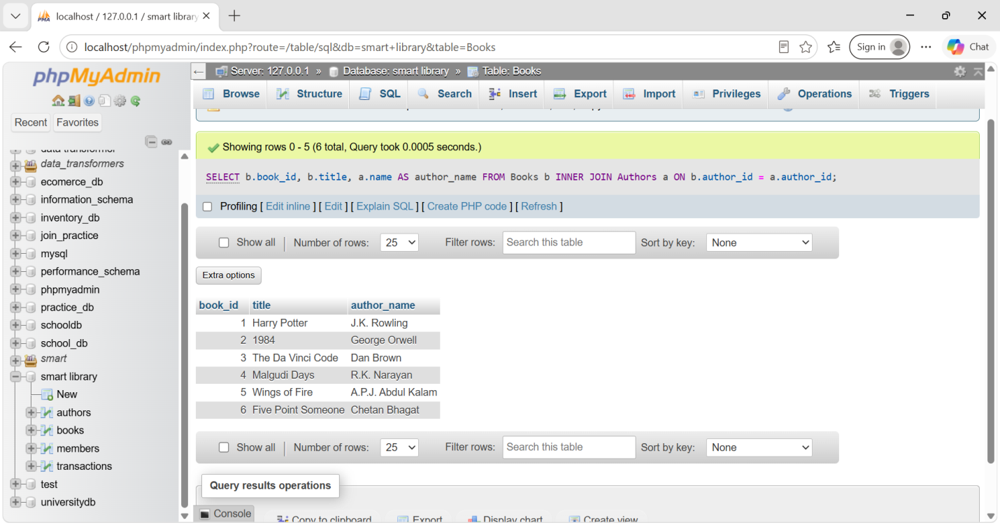 localhost / 127.0.0.1 / smart library
Sign in
Chat
localhost/phpmyadmin/index.php?route=/table/sql&db=smart+library&table=Books
phpMyAdmin
Recent Favorites
data_transformers
ecomerce_db
information_schema
inventory_db
join_practice
mysql
performance_schema
phpmyadmin
practice_db
schooldb
school_db
smart
smart library
New
authors
books
members
transactions
test
universitydb
Server: 127.0.0.1 » Database: smart library » Table: Books
Browse Structure SQL Search Insert Export Import Privileges Operations Triggers
Showing rows 0 - 5 (6 total, Query took 0.0005 seconds.)
SELECT b.book_id, b.title, a.name AS author_name FROM Books b INNER JOIN Authors a ON b.author_id = a.author_id;
Profiling [ Edit inline ] [ Edit ] [ Explain SQL ] [ Create PHP code ] [ Refresh ]
Show all | Number of rows: 25 Filter rows: Search this table Sort by key: None
Extra options
book_id title author_name
1 Harry Potter J.K. Rowling
2 1984 George Orwell
3 The Da Vinci Code Dan Brown
4 Malgudi Days R.K. Narayan
5 Wings of Fire A.P.J. Abdul Kalam
6 Five Point Someone Chetan Bhagat
Show all | Number of rows: 25 Filter rows: Search this table Sort by key: None
Query results operations
Console
Copy to clipboard Export Display chart Create view